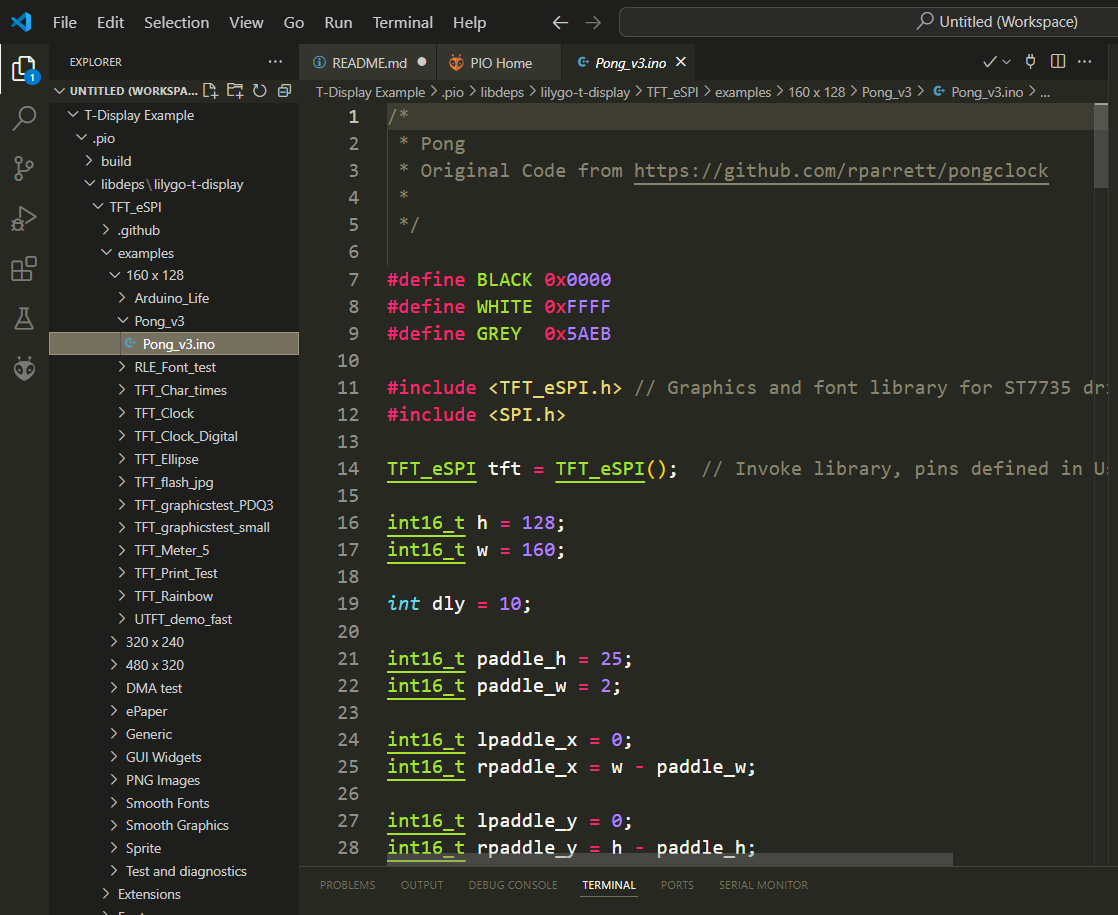 File Edit Selection View Go Run Terminal Help
Untitled (Workspace)
EXPLORER
README.md
PIO Home
Pong_v3.ino
1
UNTITLED (WORKSPA...
T-Display Example > .pio > libdeps > lilygo-t-display > TFT_eSPI > examples > 160 x 128 > Pong_v3 > Pong_v3.ino > ...
T-Display Example
.pio
build
libdeps\lilygo-t-display
TFT_eSPI
.github
examples
160 x 128
Arduino_Life
Pong_v3
Pong_v3.ino
RLE_Font_test
TFT_Char_times
TFT_Clock
TFT_Clock_Digital
TFT_Ellipse
TFT_flash_jpg
TFT_graphicstest_PDQ3
TFT_graphicstest_small
TFT_Meter_5
TFT_Print_Test
TFT_Rainbow
UTFT_demo_fast
320 x 240
480 x 320
DMA test
ePaper
Generic
GUI Widgets
PNG Images
Smooth Fonts
Smooth Graphics
Sprite
Test and diagnostics
Extensions
1 /*
2 * Pong
3 * Original Code from https://github.com/rparrett/pongclock
4 *
5 */
6
7 #define BLACK 0x0000
8 #define WHITE 0xFFFF
9 #define GREY 0x5AEB
10
11 #include <TFT_eSPI.h> // Graphics and font library for ST7735 dr
12 #include <SPI.h>
13
14 TFT_eSPI tft = TFT_eSPI(); // Invoke library, pins defined in Us
15
16 int16_t h = 128;
17 int16_t w = 160;
18
19 int dly = 10;
20
21 int16_t paddle_h = 25;
22 int16_t paddle_w = 2;
23
24 int16_t lpaddle_x = 0;
25 int16_t rpaddle_x = w - paddle_w;
26
27 int16_t lpaddle_y = 0;
28 int16_t rpaddle_y = h - paddle_h;
PROBLEMS OUTPUT DEBUG CONSOLE TERMINAL PORTS SERIAL MONITOR